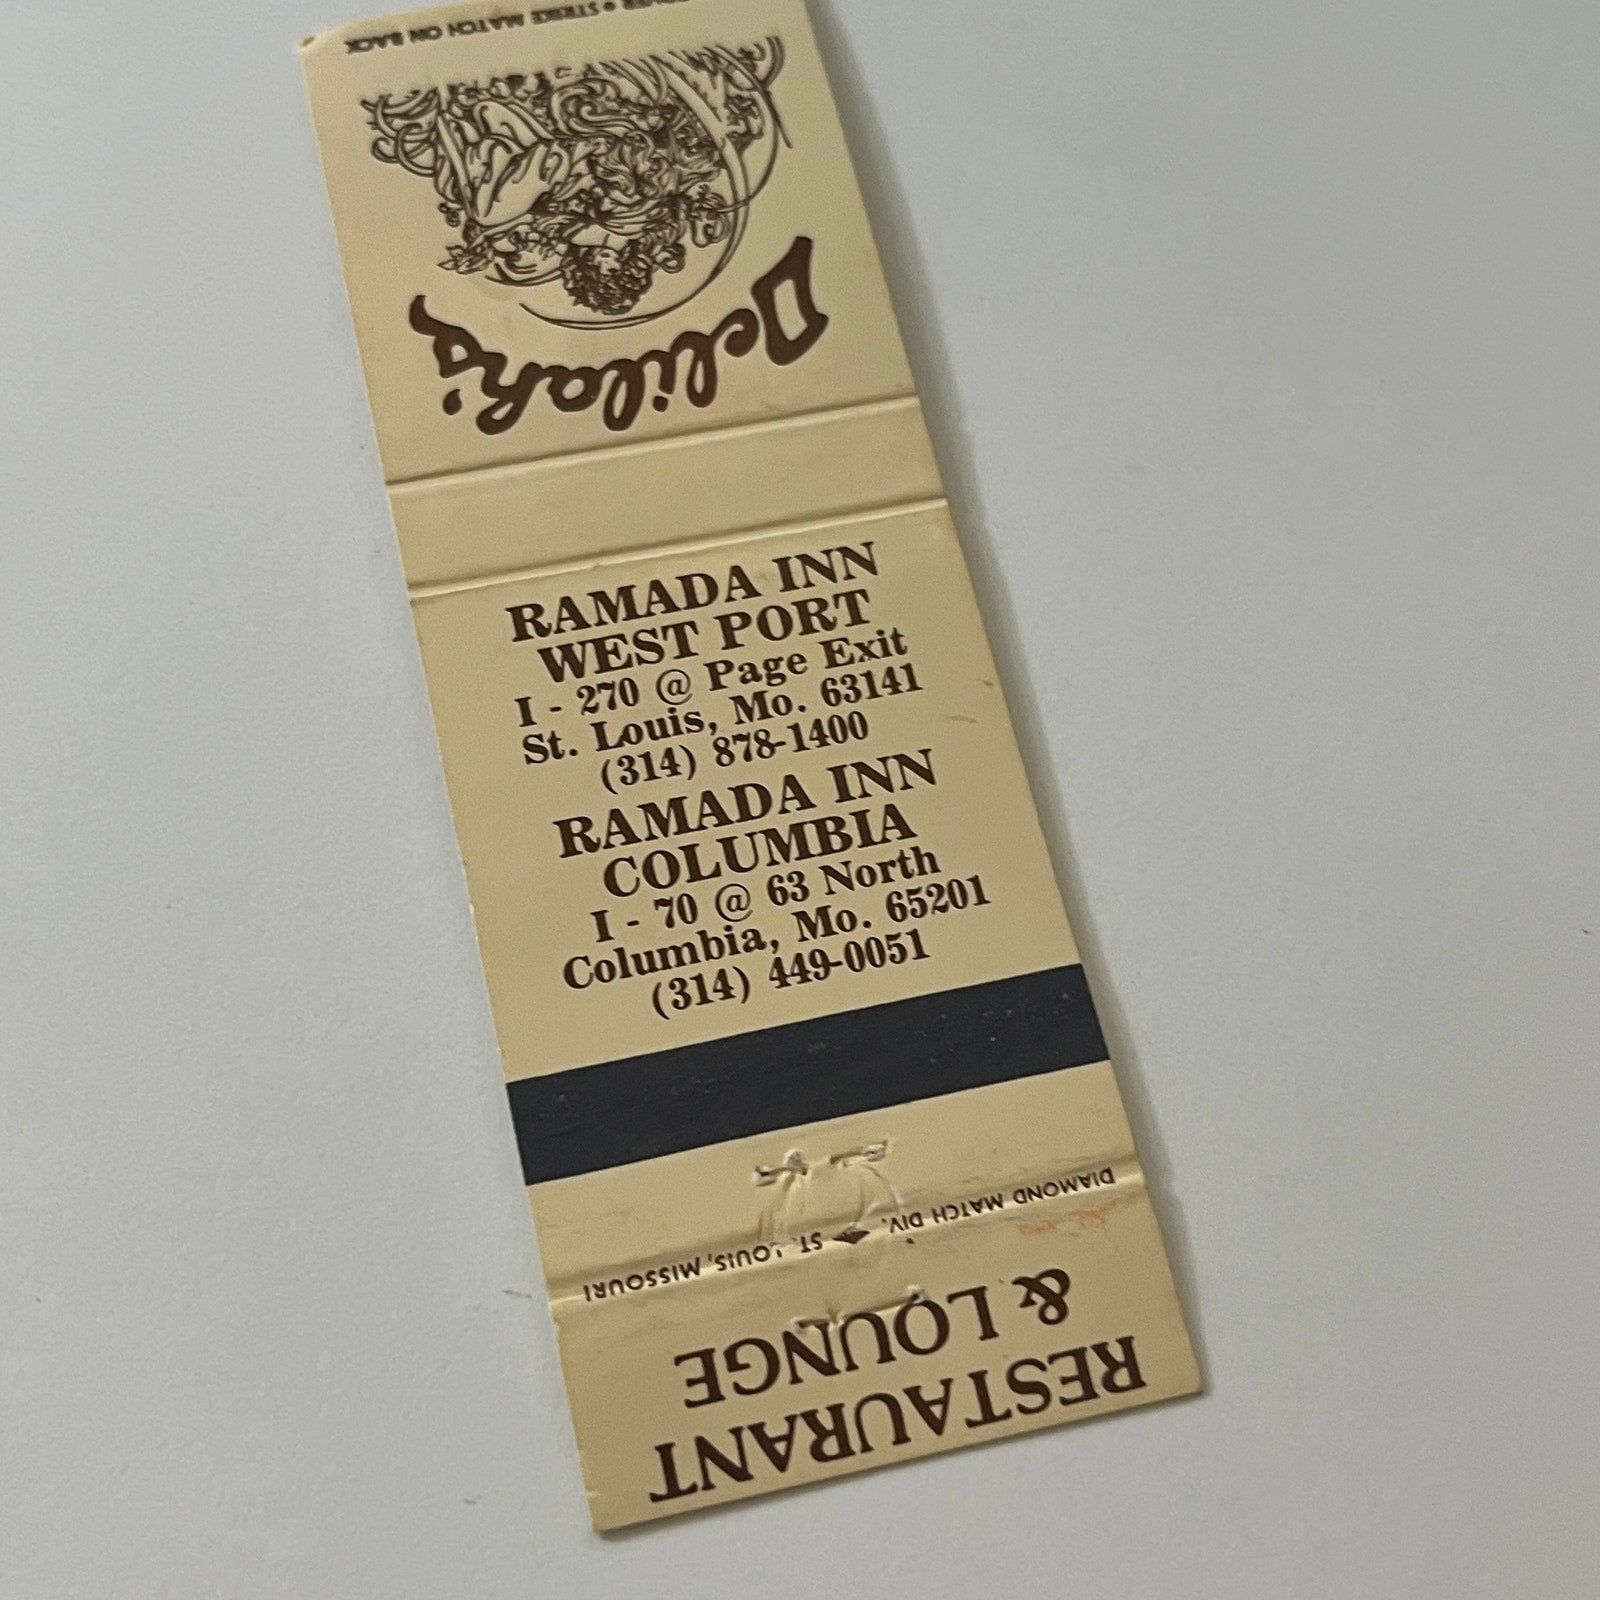 STRIKE MATCH ON BACK
Delilah's
RAMADA INN
WEST PORT
I - 270 @ Page Exit
St. Louis, Mo. 63141
(314) 878-1400
RAMADA INN
COLUMBIA
I - 70 @ 63 North
Columbia, Mo. 65201
(314) 449-0051
DIAMOND MATCH DIV. ST. LOUIS, MISSOURI
RESTAURANT
& LOUNGE